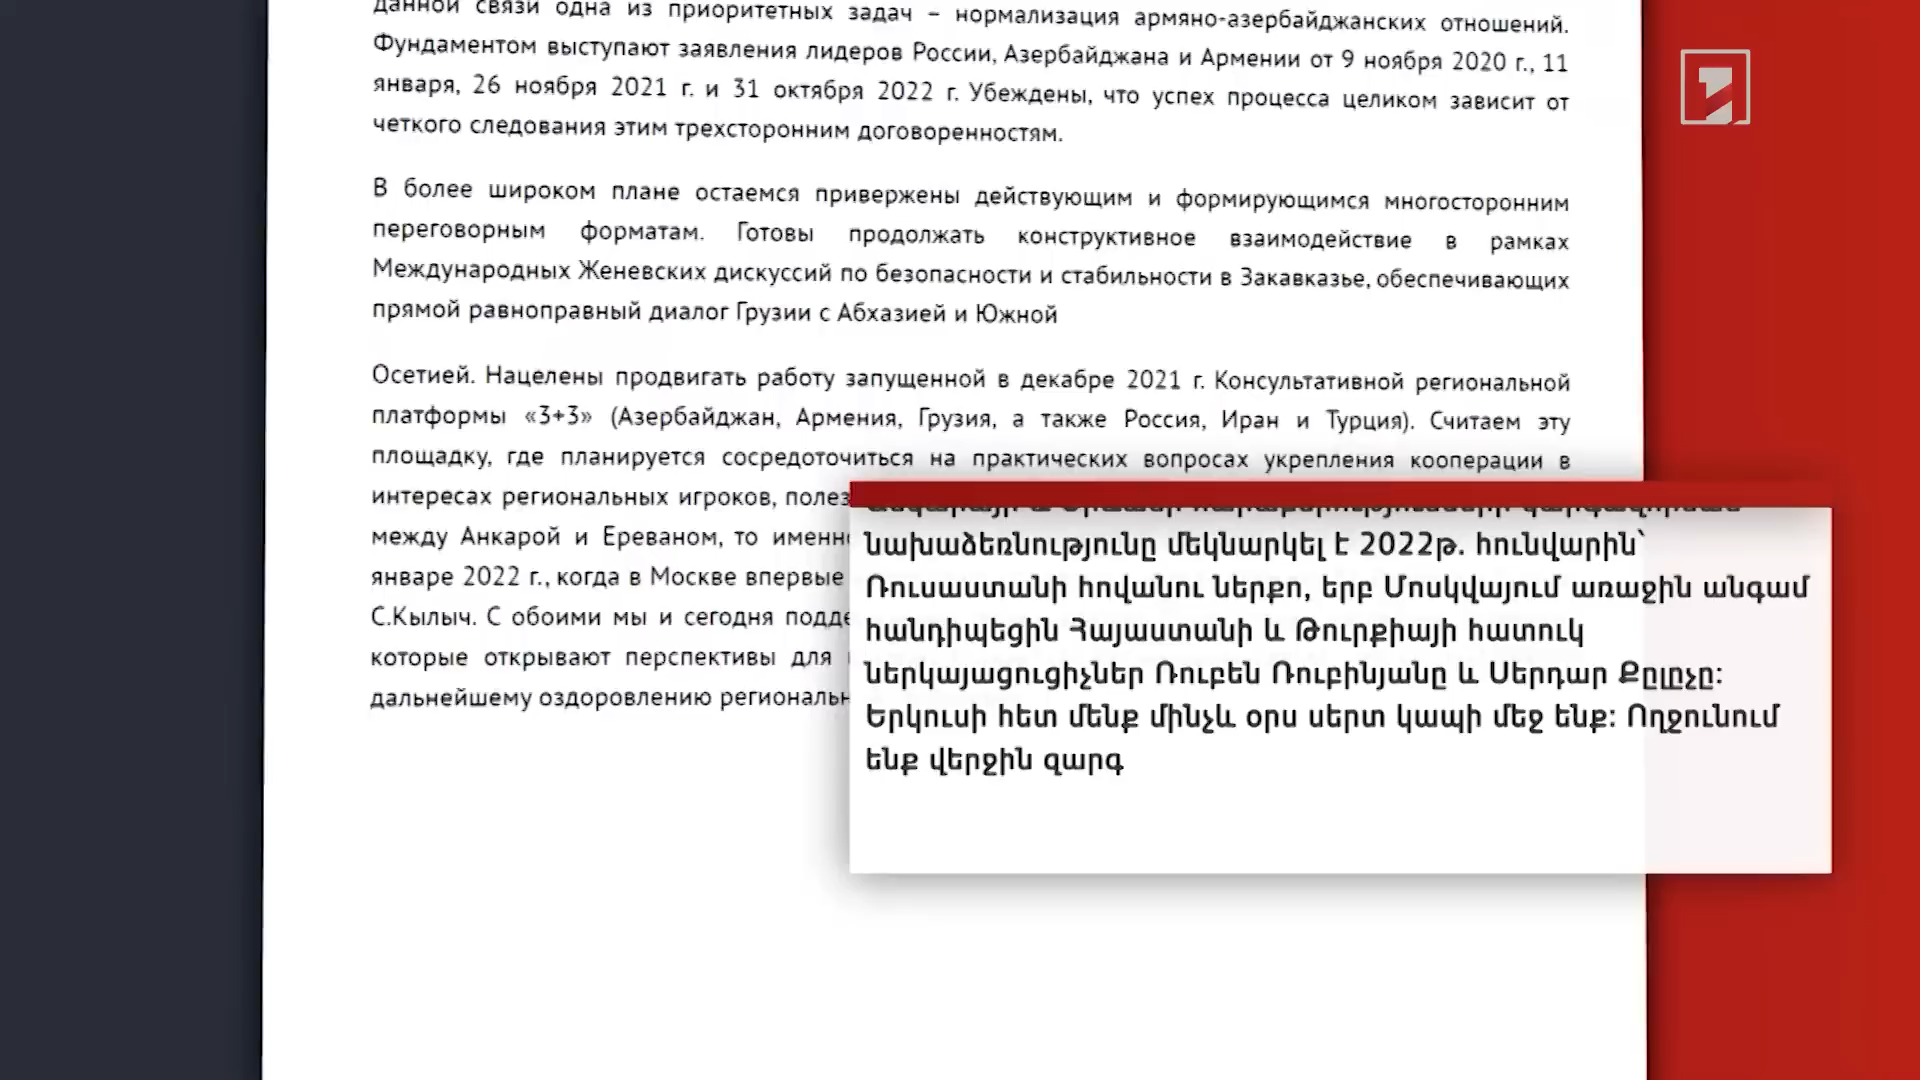 данной связи одна из приоритетных задач – нормализация армяно-азербайджанских отношений.
Фундаментом выступают заявления лидеров России, Азербайджана и Армении от 9 ноября 2020 г., 11
января, 26 ноября 2021 г. и 31 октября 2022 г. Убеждены, что успех процесса целиком зависит от
четкого следования этим трехсторонним договоренностям.
В более широком плане остаемся привержены действующим и формирующимся многосторонним
переговорным форматам. Готовы продолжать конструктивное взаимодействие в рамках
Международных Женевских дискуссий по безопасности и стабильности в Закавказье, обеспечивающих
прямой равноправный диалог Грузии с Абхазией и Южной
Осетией. Нацелены продвигать работу запущенной в декабре 2021 г. Консультативной региональной
платформы «3+3» (Азербайджан, Армения, Грузия, а также Россия, Иран и Турция). Считаем эту
площадку, где планируется сосредоточиться на практических вопросах укрепления кооперации в
интересах региональных игроков, полез
между Анкарой и Ереваном, то именно
январе 2022 г., когда в Москве впервые
С.Кылыч. С обоими мы и сегодня подде
которые открывают перспективы для
дальнейшему оздоровлению региональн
նախաձեռնությունը մեկնարկել է 2022թ. հունվարին՝
Ռուսաստանի հովանու ներքո, երբ Մոսկվայում առաջին անգամ
հանդիպեցին Հայաստանի և Թուրքիայի հատուկ
ներկայացուցիչներ Ռուբեն Ռուբինյանը և Սերդար Քըլըչը:
Երկուսի հետ մենք մինչև օրս սերտ կապի մեջ ենք: Ողջունում
ենք վերջին զարգ